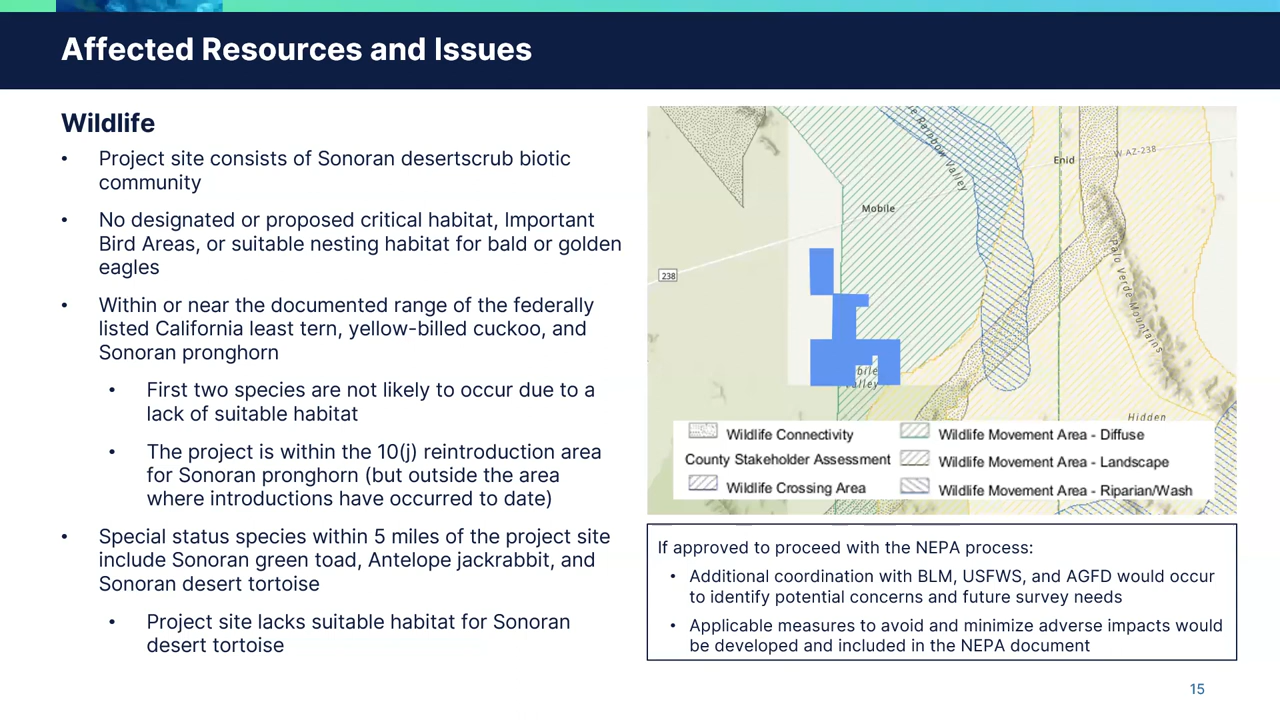 Affected Resources and Issues
Wildlife
• Project site consists of Sonoran desertscrub biotic
community
• No designated or proposed critical habitat, Important
Bird Areas, or suitable nesting habitat for bald or golden
eagles
• Within or near the documented range of the federally
listed California least tern, yellow-billed cuckoo, and
Sonoran pronghorn
• First two species are not likely to occur due to a
lack of suitable habitat
• The project is within the 10(j) reintroduction area
for Sonoran pronghorn (but outside the area
where introductions have occurred to date)
• Special status species within 5 miles of the project site
include Sonoran green toad, Antelope jackrabbit, and
Sonoran desert tortoise
• Project site lacks suitable habitat for Sonoran
desert tortoise
Rainbow Valley
Enid
W AZ-238
Mobile
238
Palo Verde Mountains
Valley
Hidden
Wildlife Connectivity
County Stakeholder Assessment
Wildlife Crossing Area
Wildlife Movement Area - Diffuse
Wildlife Movement Area - Landscape
Wildlife Movement Area - Riparian/Wash
If approved to proceed with the NEPA process:
• Additional coordination with BLM, USFWS, and AGFD would occur
to identify potential concerns and future survey needs
• Applicable measures to avoid and minimize adverse impacts would
be developed and included in the NEPA document
15